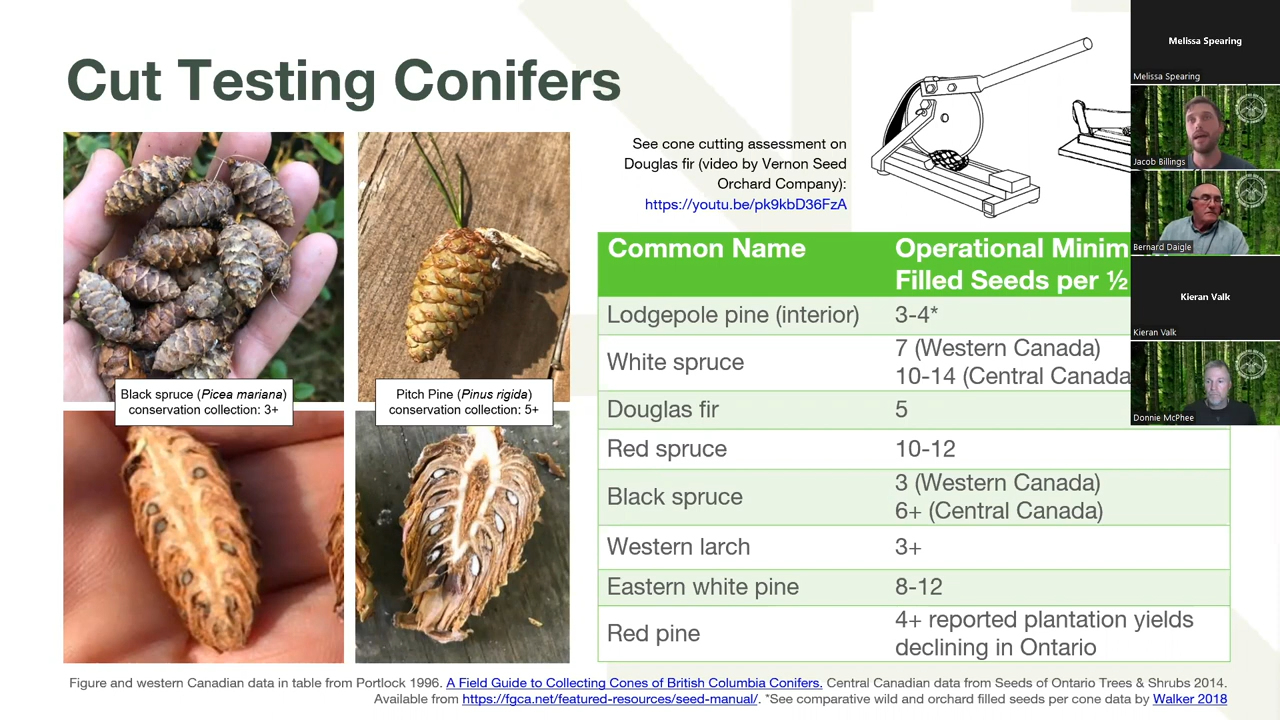 Cut Testing Conifers
See cone cutting assessment on
Douglas fir (video by Vernon Seed
Orchard Company):
https://youtu.be/pk9kbD36FzA
Black spruce (Picea mariana)
conservation collection: 3+
Pitch Pine (Pinus rigida)
conservation collection: 5+
Common Name
Operational Minim
Filled Seeds per ½
Lodgepole pine (interior)
3-4*
White spruce
7 (Western Canada)
10-14 (Central Canada
Douglas fir
5
Red spruce
10-12
Black spruce
3 (Western Canada)
6+ (Central Canada)
Western larch
3+
Eastern white pine
8-12
Red pine
4+ reported plantation yields
declining in Ontario
Figure and western Canadian data in table from Portlock 1996. A Field Guide to Collecting Cones of British Columbia Conifers. Central Canadian data from Seeds of Ontario Trees & Shrubs 2014.
Available from https://fgca.net/featured-resources/seed-manual/. *See comparative wild and orchard filled seeds per cone data by Walker 2018
Melissa Spearing
Melissa Spearing
Jacob Billings
Bernard Daigle
Kieran Valk
Kieran Valk
Donnie McPhee